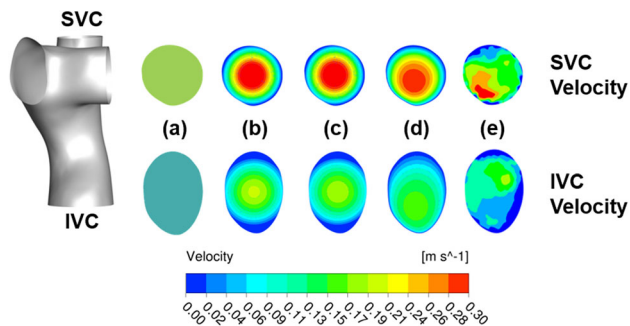 SVC
SVC
Velocity
(a) (b) (c) (d) (e)
IVC
Velocity
IVC
Velocity [m s^-1]
0.00 0.02 0.04 0.06 0.09 0.11 0.13 0.15 0.17 0.19 0.21 0.24 0.26 0.28 0.30